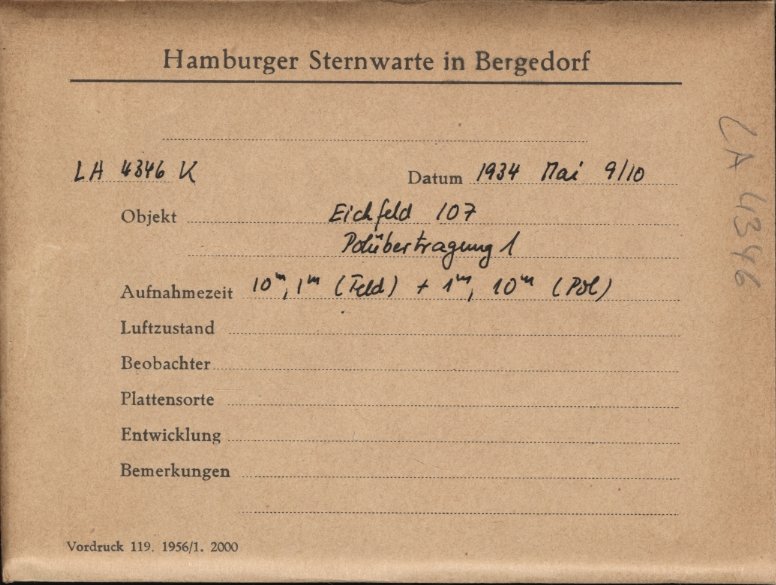 Hamburger Sternwarte in Bergedorf
LA 4346 K Datum 1934 Mai 9/10
Objekt Eichfeld 107
Polübertragung 1
Aufnahmezeit 10ᵐ, 1ᵐ (Feld) + 1ᵐ, 10ᵐ (Pol)
Luftzustand
Beobachter
Plattensorte
Entwicklung
Bemerkungen
Vordruck 119. 1956/1. 2000
LA 4346